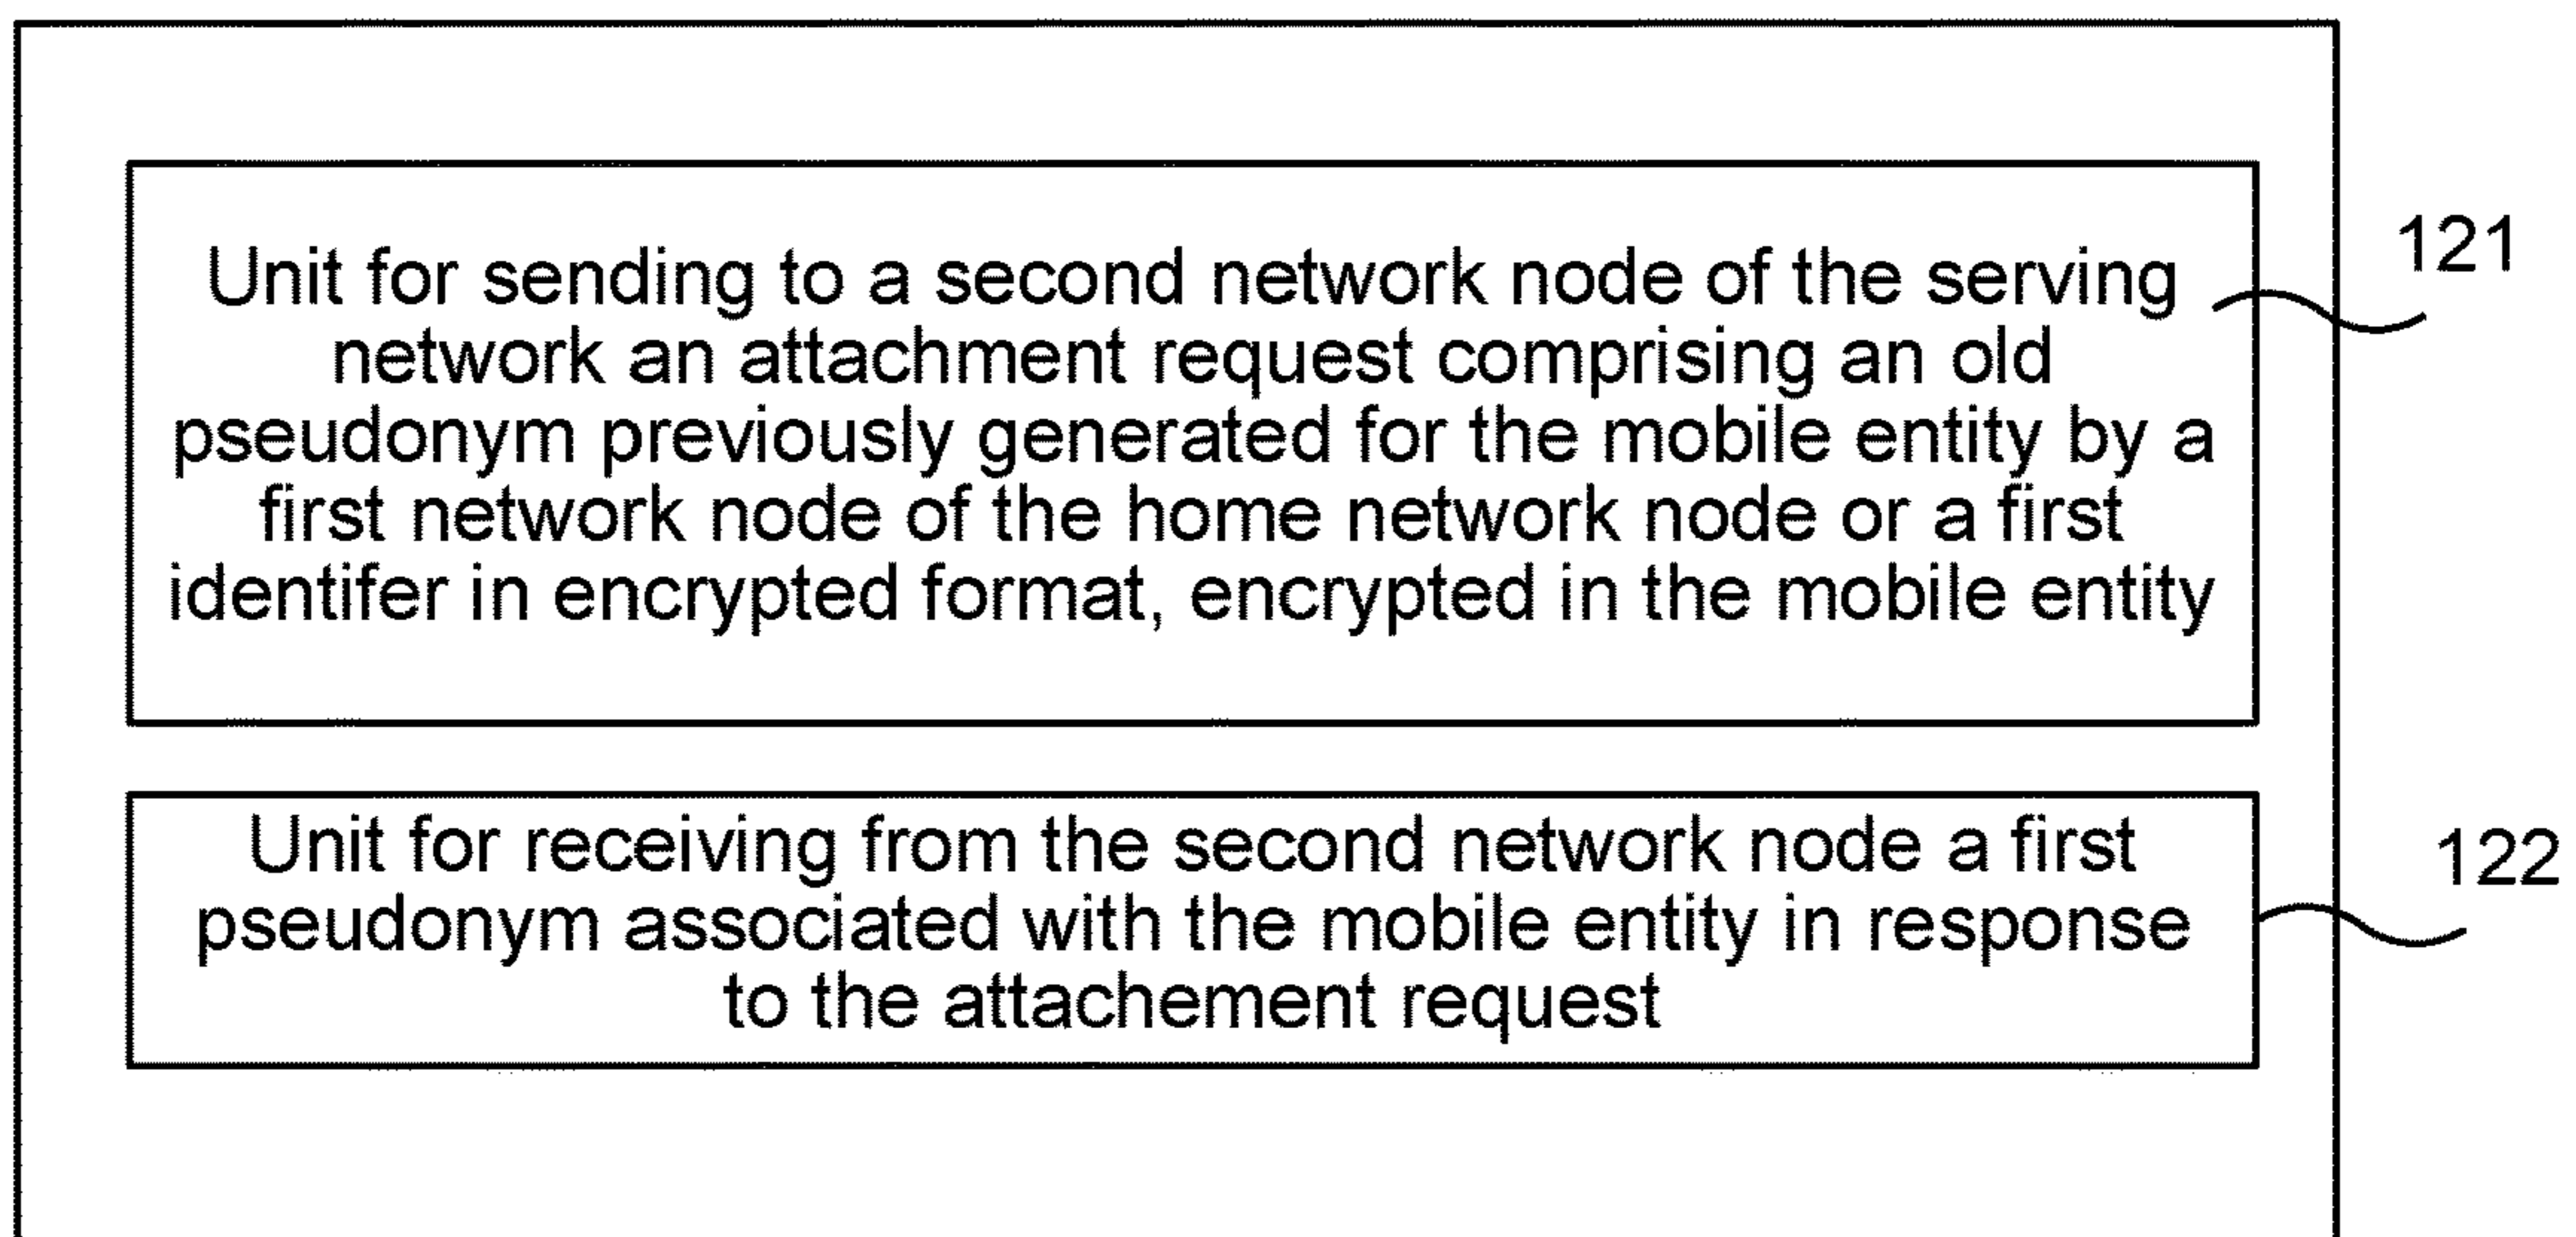 Unit for sending to a second network node of the serving
network an attachment request comprising an old
pseudonym previously generated for the mobile entity by a
first network node of the home network node or a first
identifer in encrypted format, encrypted in the mobile entity
121
Unit for receiving from the second network node a first
pseudonym associated with the mobile entity in response
to the attachement request
122